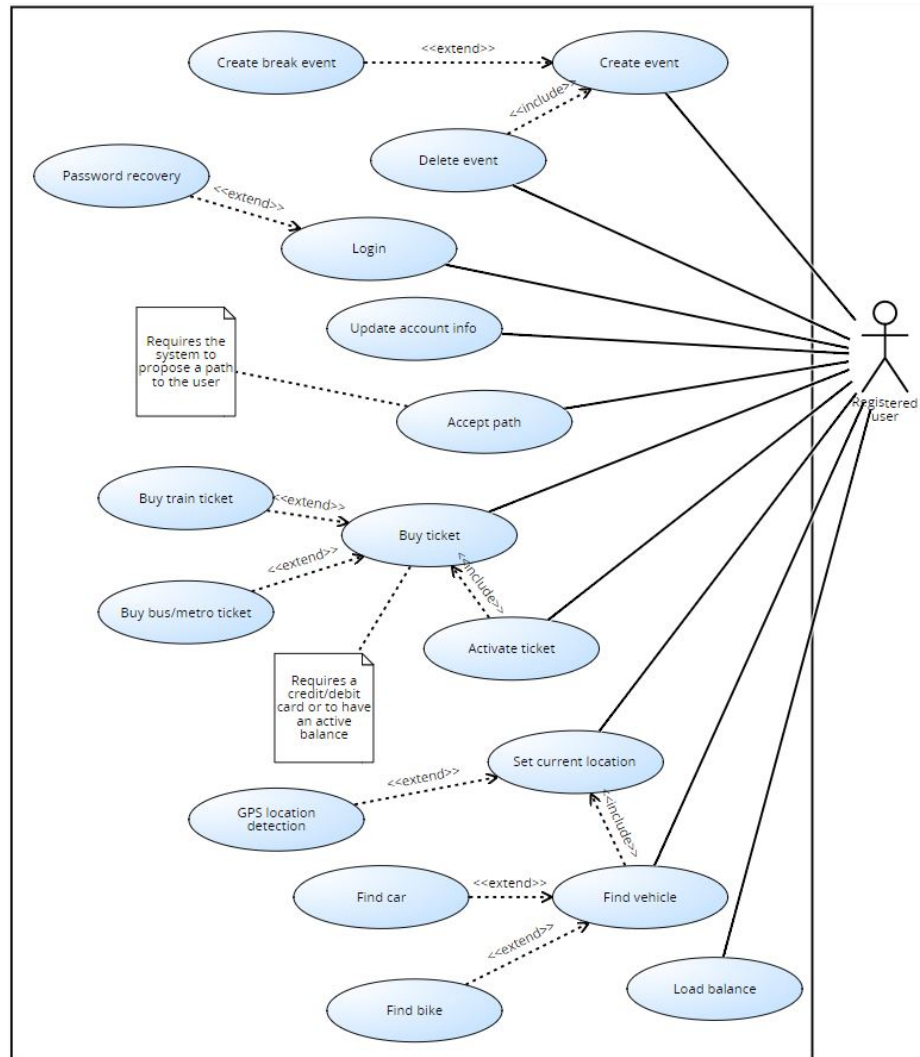 <<extend>>
Create break event
Create event
<<include>>
Delete event
Password recovery
<<extend>>
Login
Update account info
Requires the
system to
propose a path
to the user
Registered
user
Accept path
Buy train ticket
<<extend>>
Buy ticket
<<extend>>
<<include>>
Buy bus/metro ticket
Activate ticket
Requires a
credit/debit
card or to have
an active
balance
Set current location
<<extend>>
<<include>>
GPS location
detection
Find car
<<extend>>
Find vehicle
<<extend>>
Find bike
Load balance